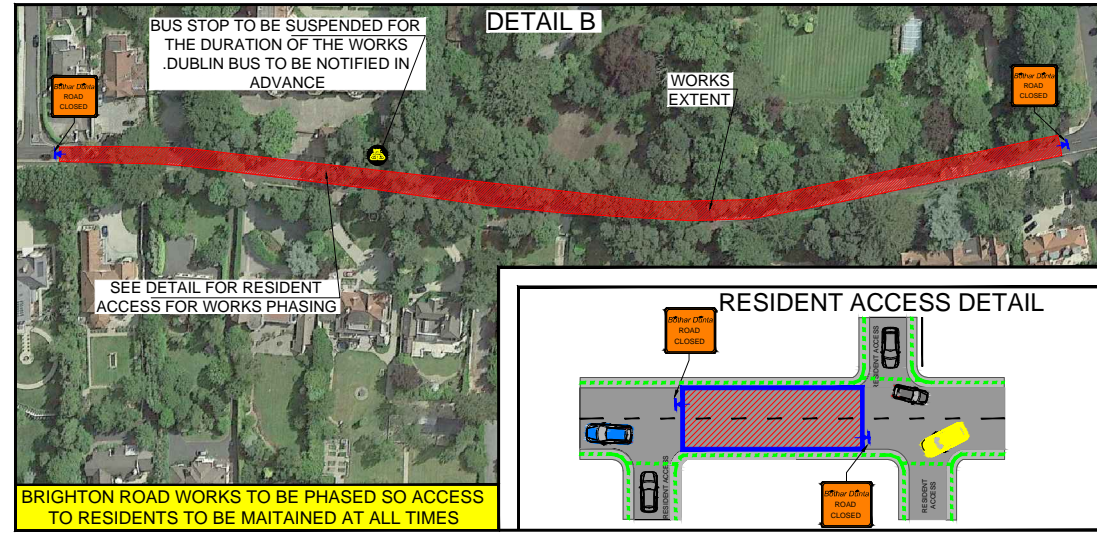 DETAIL B
BUS STOP TO BE SUSPENDED FOR
THE DURATION OF THE WORKS
.DUBLIN BUS TO BE NOTIFIED IN
ADVANCE
Bóthar Dúnta
ROAD
CLOSED
WORKS
EXTENT
Bóthar Dúnta
ROAD
CLOSED
SEE DETAIL FOR RESIDENT
ACCESS FOR WORKS PHASING
BRIGHTON ROAD WORKS TO BE PHASED SO ACCESS
TO RESIDENTS TO BE MAITAINED AT ALL TIMES
RESIDENT ACCESS DETAIL
Bóthar Dúnta
ROAD
CLOSED
RESIDENT ACCESS
RESIDENT ACCESS
RESIDENT
ACCESS
Bóthar Dúnta
ROAD
CLOSED